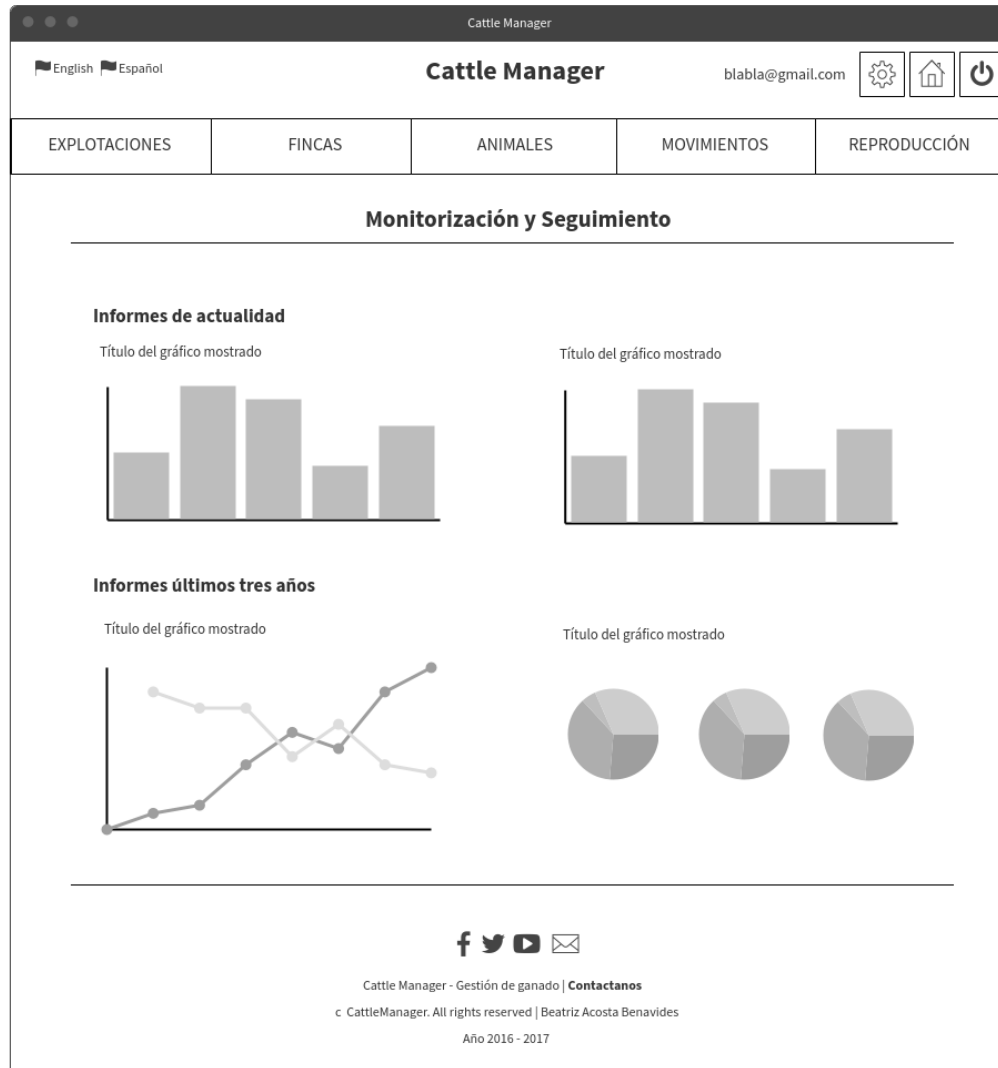 Cattle Manager
English Español
Cattle Manager
blabla@gmail.com
EXPLOTACIONES FINCAS ANIMALES MOVIMIENTOS REPRODUCCIÓN
Monitorización y Seguimiento
Informes de actualidad
Título del gráfico mostrado
Título del gráfico mostrado
Informes últimos tres años
Título del gráfico mostrado
Título del gráfico mostrado
Cattle Manager - Gestión de ganado | Contactanos
c CattleManager. All rights reserved | Beatriz Acosta Benavides
Año 2016 - 2017